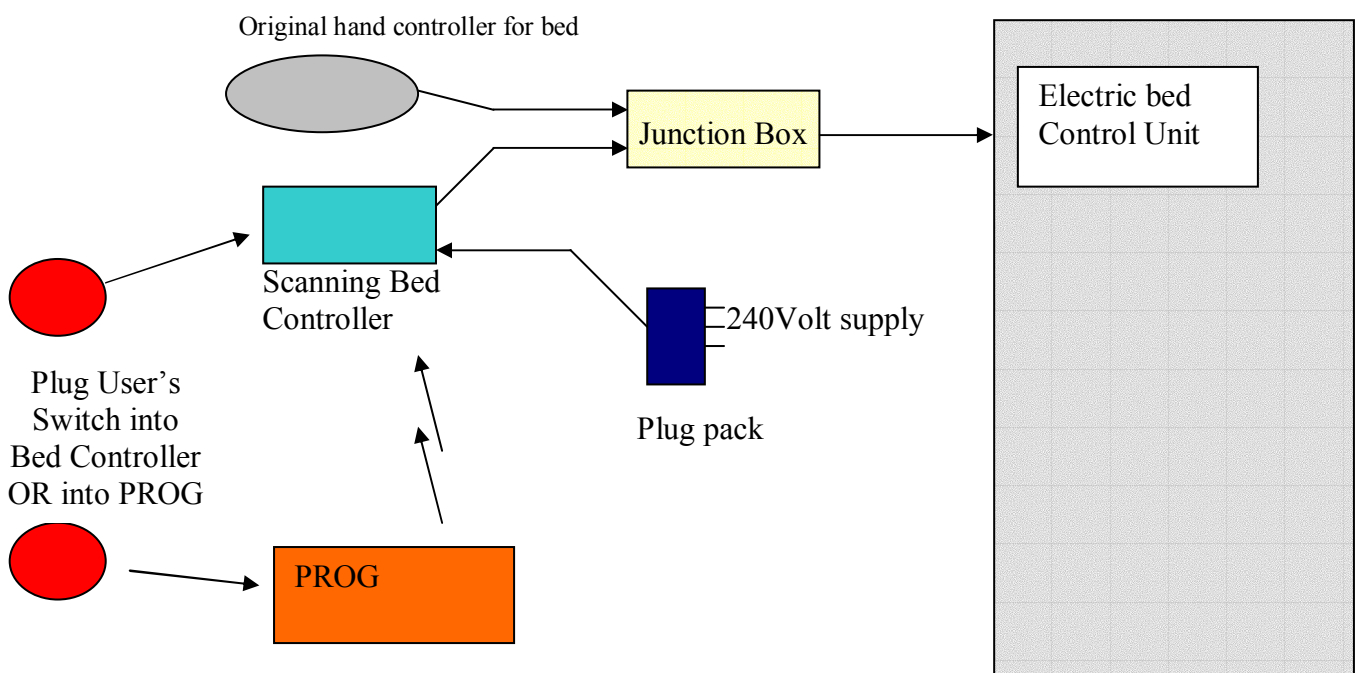 Original hand controller for bed
Electric bed
Control Unit
Junction Box
Scanning Bed
Controller
240Volt supply
Plug pack
Plug User’s
Switch into
Bed Controller
OR into PROG
PROG